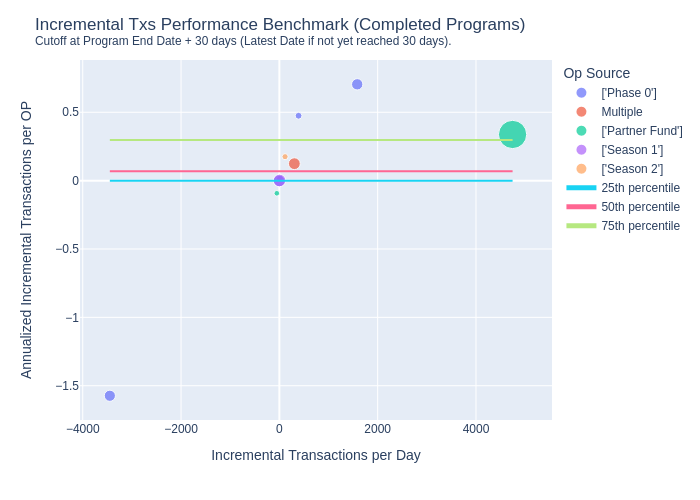 Incremental Txs Performance Benchmark (Completed Programs)
Cutoff at Program End Date + 30 days (Latest Date if not yet reached 30 days).
Annualized Incremental Transactions per OP
0.5
0
−0.5
−1
−1.5
−4000
−2000
0
2000
4000
Incremental Transactions per Day
Op Source
['Phase 0']
Multiple
['Partner Fund']
['Season 1']
['Season 2']
25th percentile
50th percentile
75th percentile